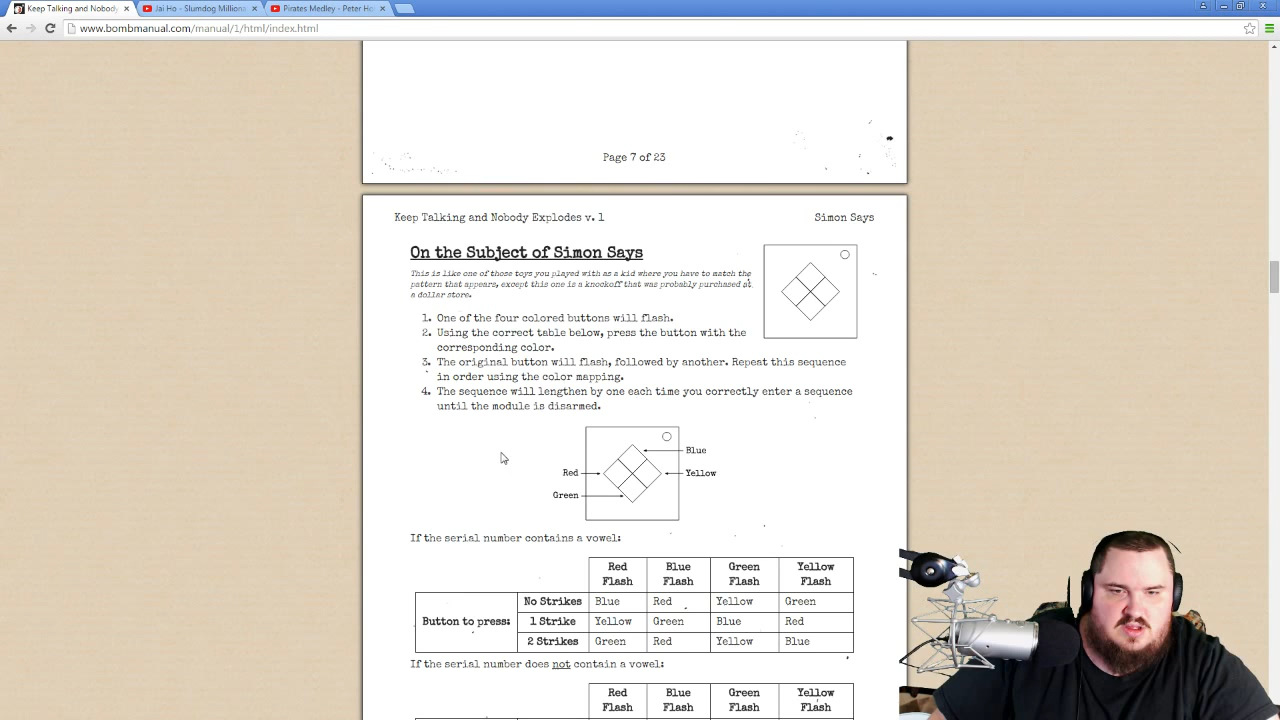 Keep Talking and Nobody
Jai Ho - Slumdog Milliona
Pirates Medley - Peter Ho
www.bombmanual.com/manual/1/html/index.html
Page 7 of 23
Keep Talking and Nobody Explodes v. 1
Simon Says
On the Subject of Simon Says
This is like one of those toys you played with as a kid where you have to match the
pattern that appears, except this one is a knockoff that was probably purchased at
a dollar store.
1. One of the four colored buttons will flash.
2. Using the correct table below, press the button with the
corresponding color.
3. The original button will flash, followed by another. Repeat this sequence
in order using the color mapping.
4. The sequence will lengthen by one each time you correctly enter a sequence
until the module is disarmed.
Blue
Red
Yellow
Green
If the serial number contains a vowel:
Red Flash Blue Flash Green Flash Yellow Flash
Button to press:
No Strikes Blue Red Yellow Green
1 Strike Yellow Green Blue Red
2 Strikes Green Red Yellow Blue
If the serial number does not contain a vowel:
Red Flash Blue Flash Green Flash Yellow Flash